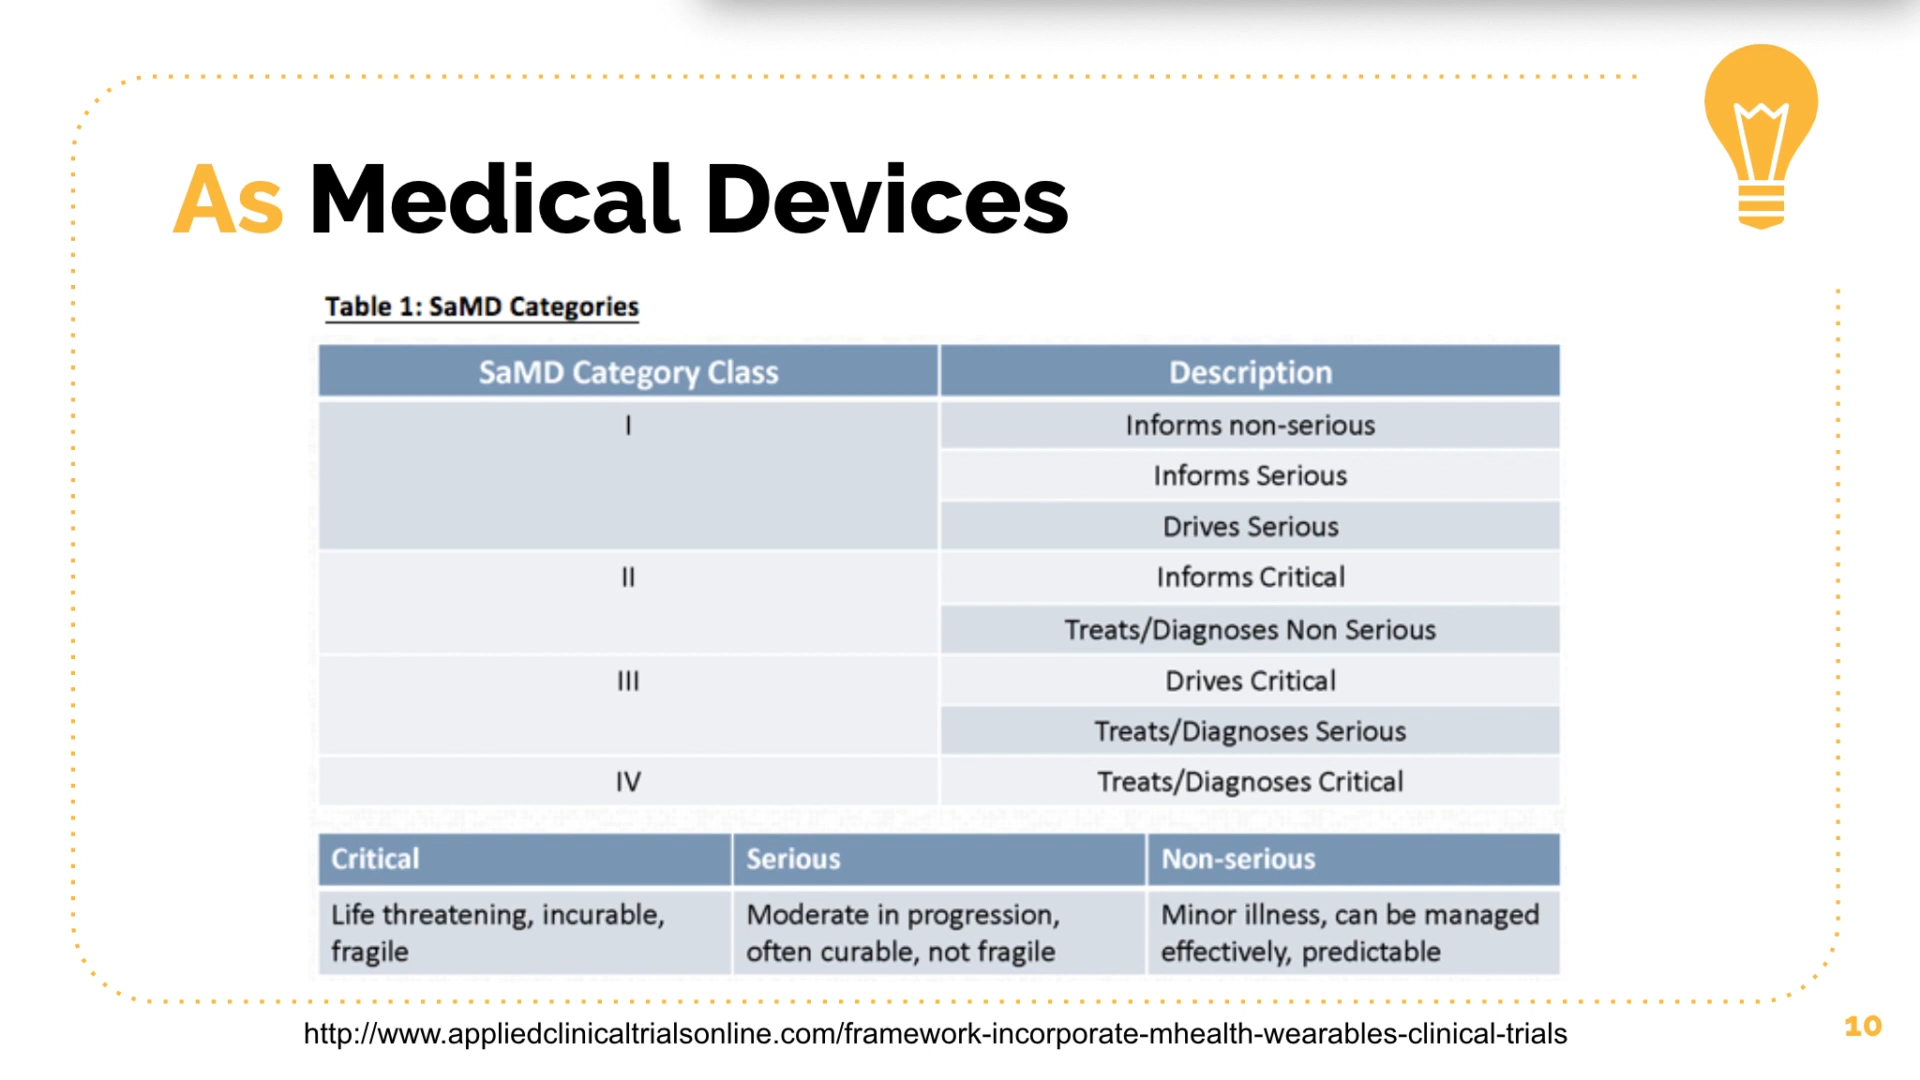 As Medical Devices
Table 1: SaMD Categories
SaMD Category Class Description
I Informs non-serious
Informs Serious
Drives Serious
II Informs Critical
Treats/Diagnoses Non Serious
III Drives Critical
Treats/Diagnoses Serious
IV Treats/Diagnoses Critical
Critical Serious Non-serious
Life threatening, incurable, Moderate in progression, Minor illness, can be managed
fragile often curable, not fragile effectively, predictable
http://www.appliedclinicaltrialsonline.com/framework-incorporate-mhealth-wearables-clinical-trials
10